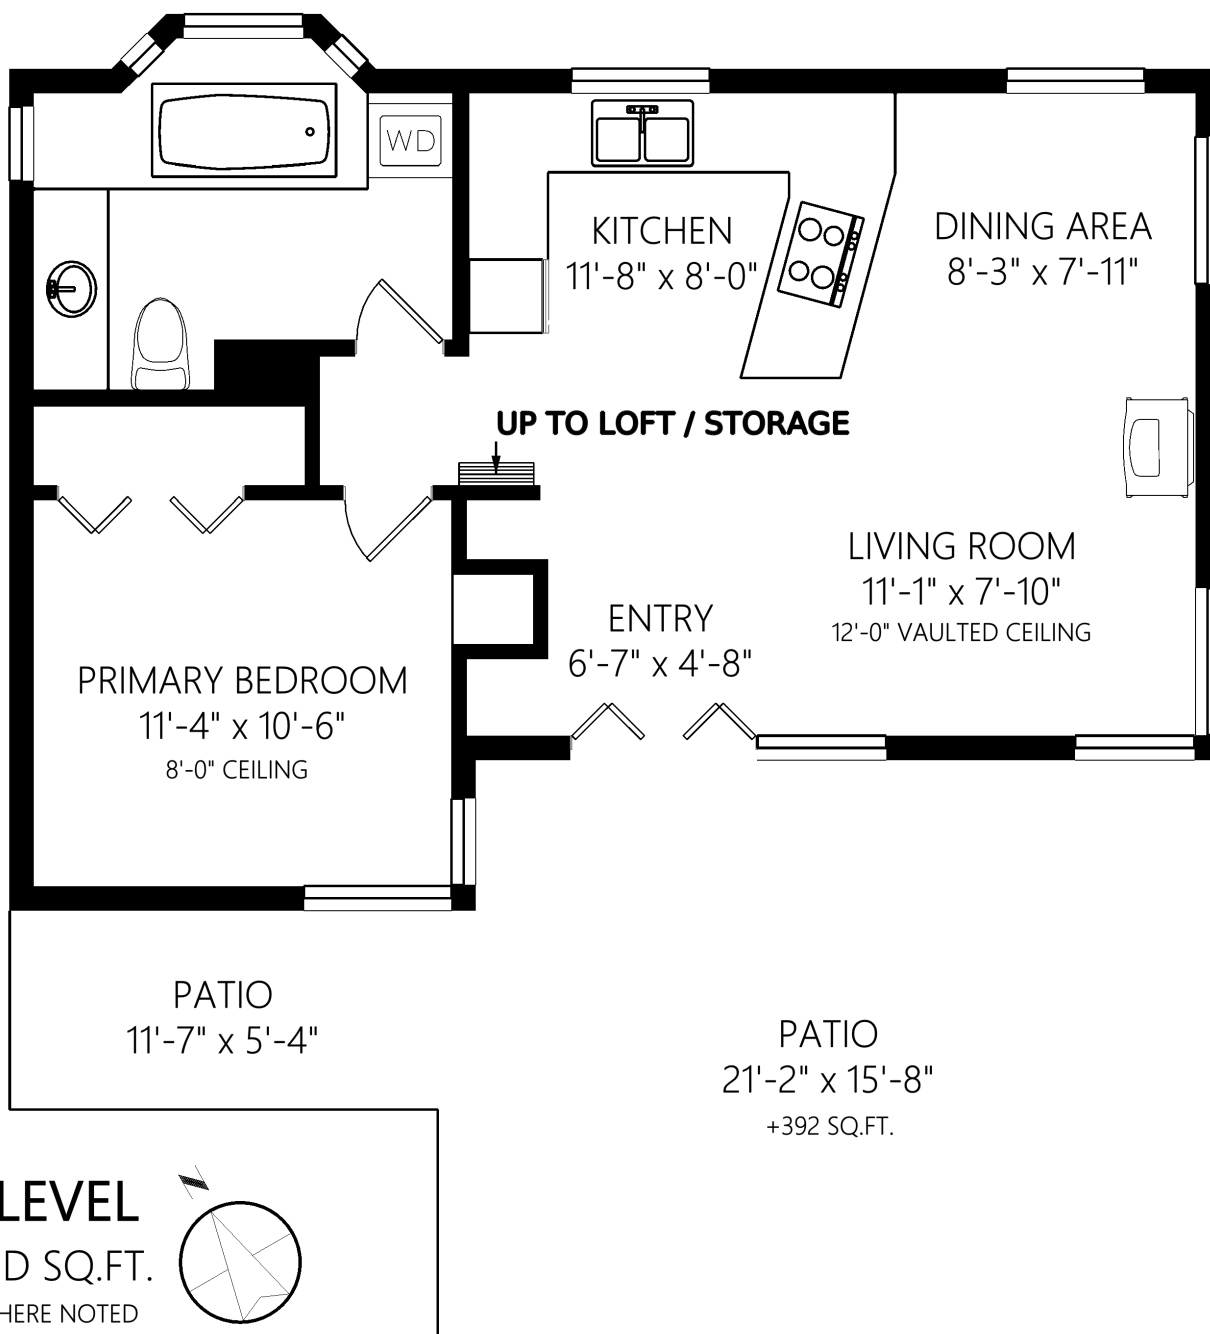 WD
KITCHEN
11'-8" x 8'-0"
DINING AREA
8'-3" x 7'-11"
UP TO LOFT / STORAGE
LIVING ROOM
11'-1" x 7'-10"
12'-0" VAULTED CEILING
ENTRY
6'-7" x 4'-8"
PRIMARY BEDROOM
11'-4" x 10'-6"
8'-0" CEILING
PATIO
11'-7" x 5'-4"
PATIO
21'-2" x 15'-8"
+392 SQ.FT.
N
LEVEL
D SQ.FT.
HERE NOTED